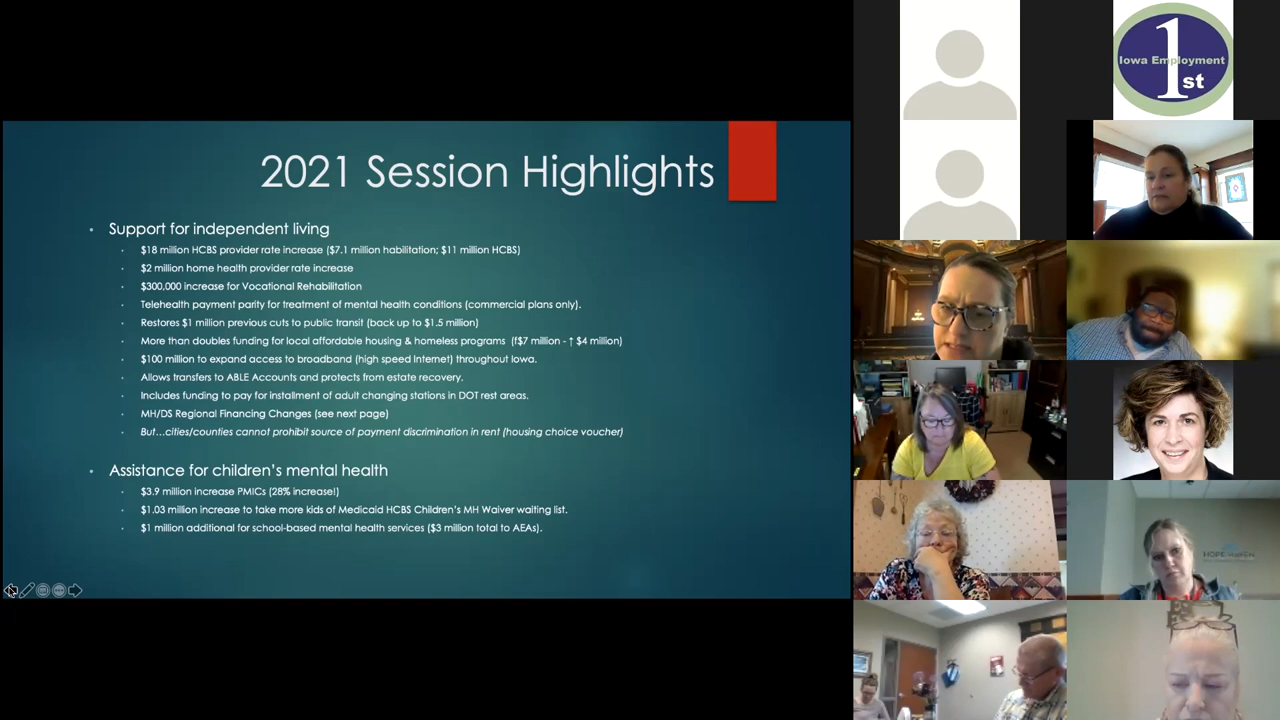 2021 Session Highlights
• Support for independent living
• $18 million HCBS provider rate increase ($7.1 million habilitation; $11 million HCBS)
• $2 million home health provider rate increase
• $300,000 increase for Vocational Rehabilitation
• Telehealth payment parity for treatment of mental health conditions (commercial plans only).
• Restores $1 million previous cuts to public transit (back up to $1.5 million)
• More than doubles funding for local affordable housing & homeless programs (f$7 million - ↑ $4 million)
• $100 million to expand access to broadband (high speed Internet) throughout Iowa.
• Allows transfers to ABLE Accounts and protects from estate recovery.
• Includes funding to pay for installment of adult changing stations in DOT rest areas.
• MH/DS Regional Financing Changes (see next page)
• But...cities/counties cannot prohibit source of payment discrimination in rent (housing choice voucher)
• Assistance for children's mental health
• $3.9 million increase PMICs (28% increase!)
• $1.03 million increase to take more kids of Medicaid HCBS Children's MH Waiver waiting list.
• $1 million additional for school-based mental health services ($3 million total to AEAs).
1
Iowa Employment
st
HOPE HAVEN